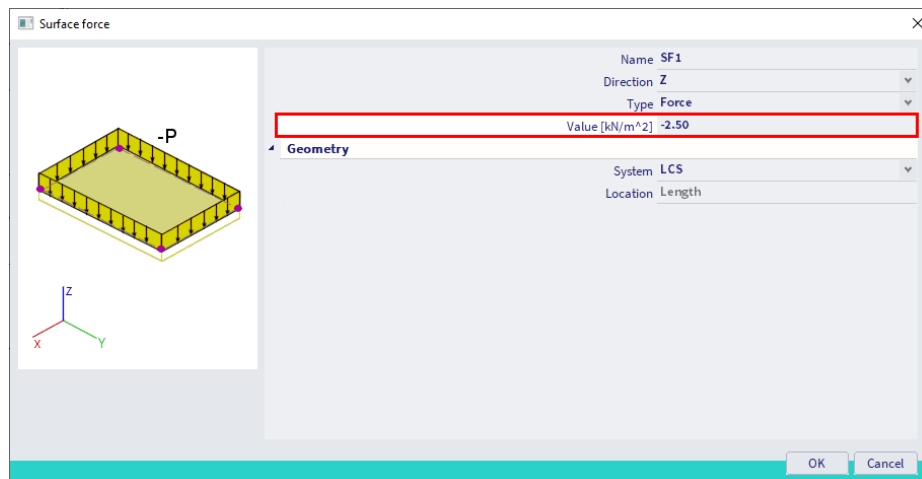 Surface force
Name SF1
Direction Z
Type Force
Value [kN/m^2] -2.50
Geometry
System LCS
Location Length
-P
Z
X
Y
OK
Cancel